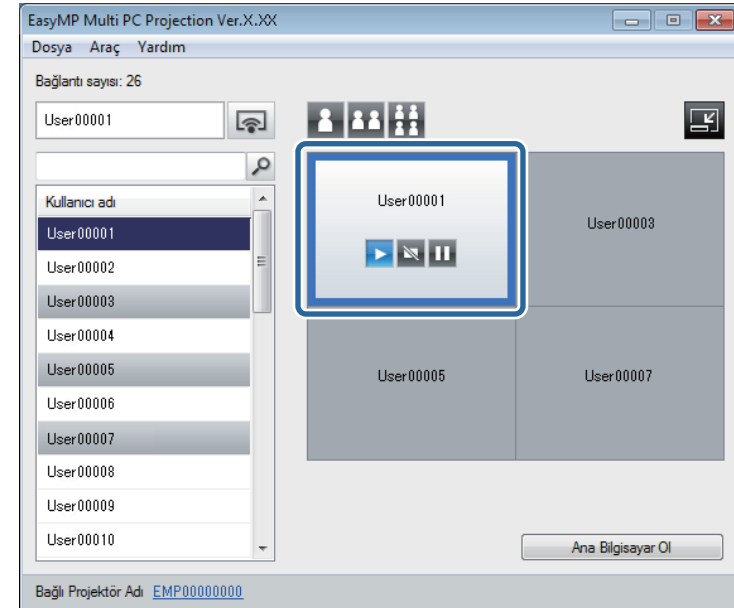 EasyMP Multi PC Projection Ver.X.XX
Dosya Araç Yardım
Bağlantı sayısı: 26
User00001
Kullanıcı adı
User00001
User00002
User00003
User00004
User00005
User00006
User00007
User00008
User00009
User00010
User00001
User00003
User00005
User00007
Ana Bilgisayar Ol
Bağlı Projektör Adı EMP00000000